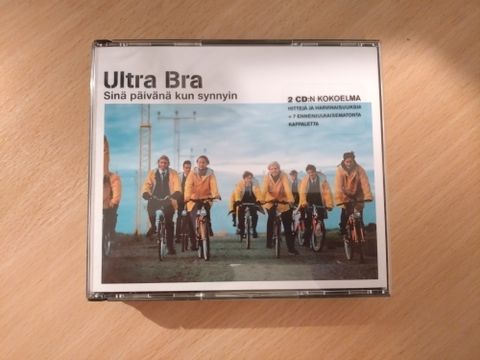 Ultra Bra
Sinä päivänä kun synnyin
2 CD:N KOKOELMA
HITTEJÄ JA HARVINAISUUKSIA
+ 7 ENNENJULKAISEMATONTA
KAPPALETTA